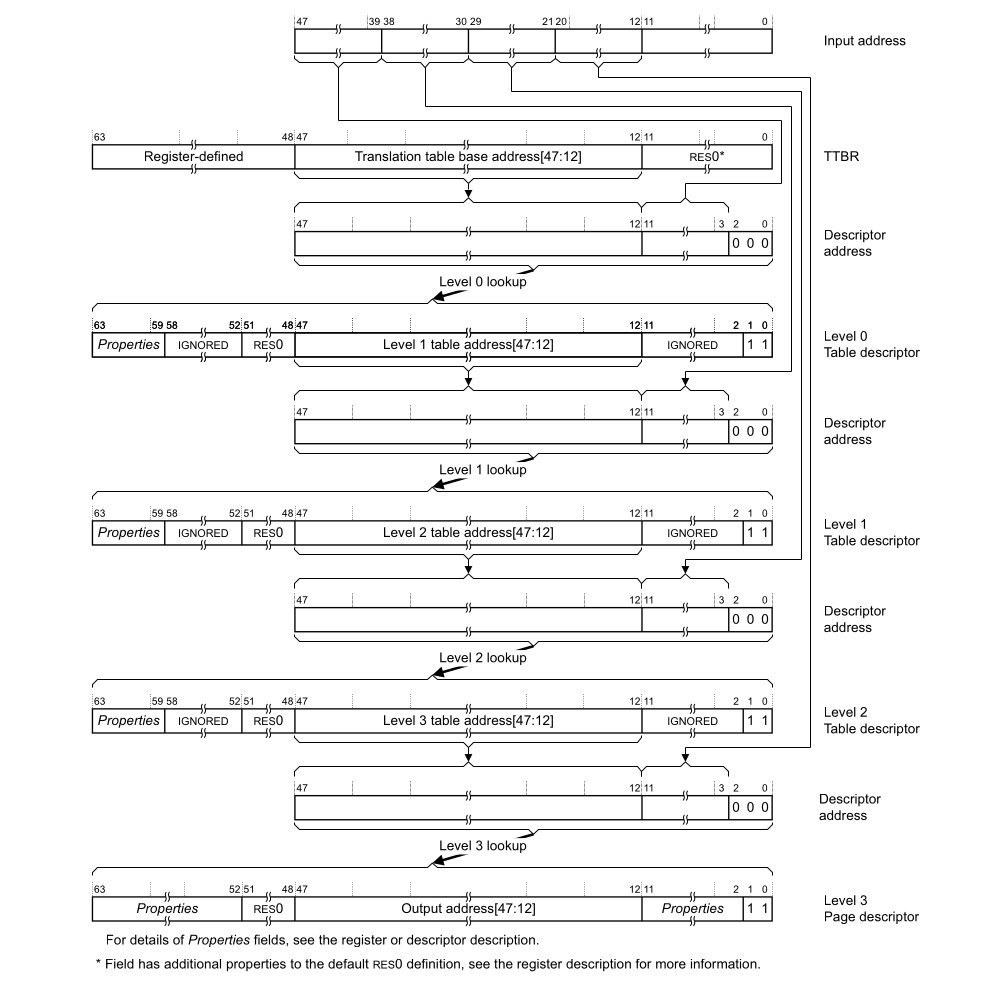 47 39 38 30 29 21 20 12 11 0
Input address
63 48 47 12 11 0
Register-defined Translation table base address[47:12] RES0* TTBR
47 12 11 3 2 0
0 0 0 Descriptor
address
Level 0 lookup
63 59 58 52 51 48 47 12 11 2 1 0
Properties IGNORED RES0 Level 1 table address[47:12] IGNORED 1 1 Level 0
Table descriptor
47 12 11 3 2 0
0 0 0 Descriptor
address
Level 1 lookup
63 59 58 52 51 48 47 12 11 2 1 0
Properties IGNORED RES0 Level 2 table address[47:12] IGNORED 1 1 Level 1
Table descriptor
47 12 11 3 2 0
0 0 0 Descriptor
address
Level 2 lookup
63 59 58 52 51 48 47 12 11 2 1 0
Properties IGNORED RES0 Level 3 table address[47:12] IGNORED 1 1 Level 2
Table descriptor
47 12 11 3 2 0
0 0 0 Descriptor
address
Level 3 lookup
63 52 51 48 47 12 11 2 1 0
Properties RES0 Output address[47:12] Properties 1 1 Level 3
Page descriptor
For details of Properties fields, see the register or descriptor description.
* Field has additional properties to the default RES0 definition, see the register description for more information.